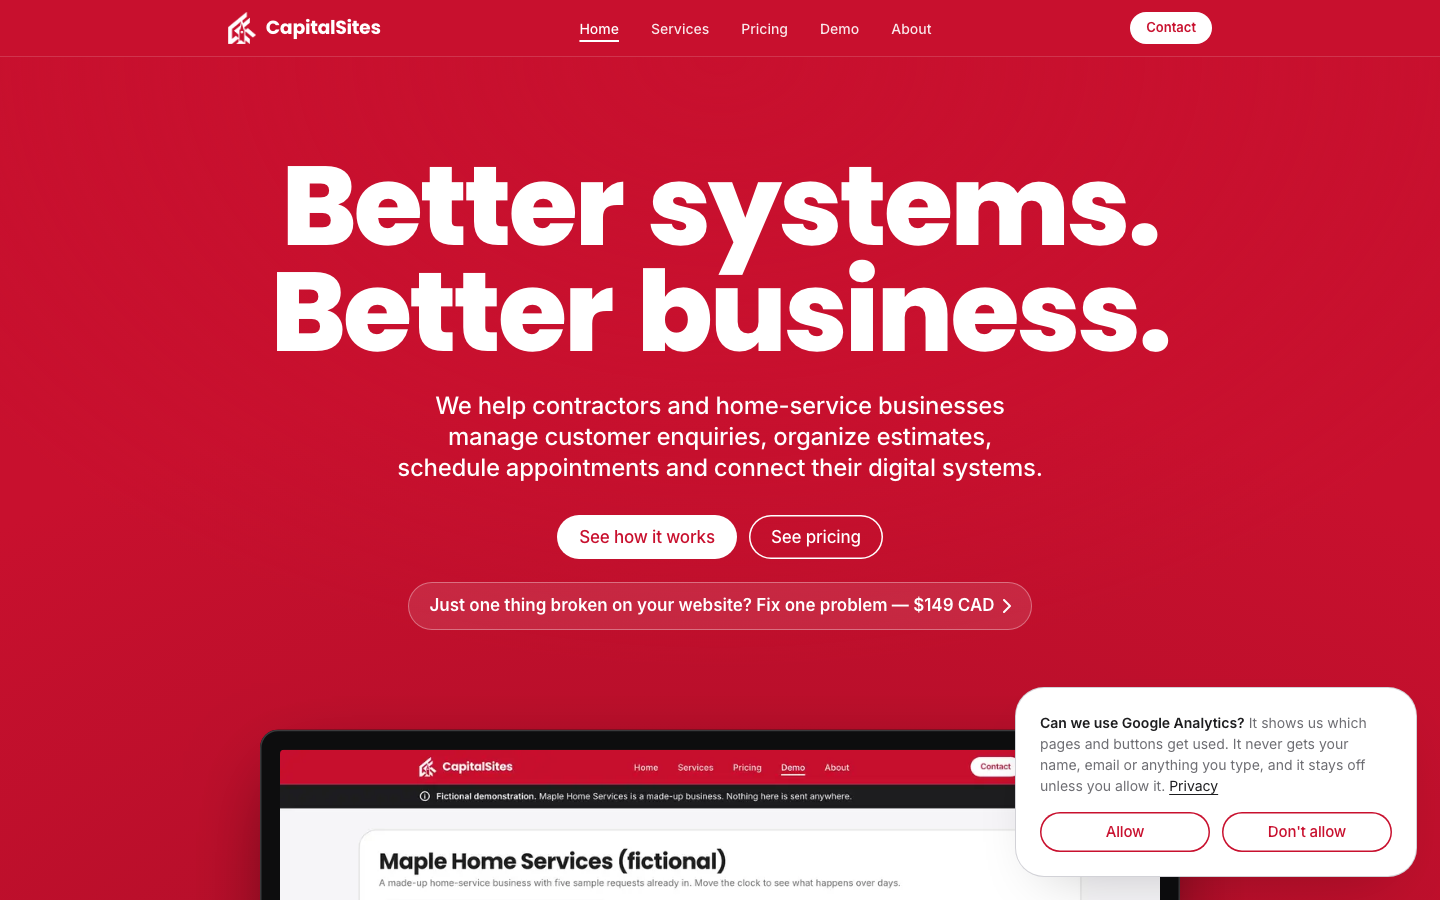 CapitalSites
Home
Services
Pricing
Demo
About
Contact
Better systems.
Better business.
We help contractors and home-service businesses
manage customer enquiries, organize estimates,
schedule appointments and connect their digital systems.
See how it works
See pricing
Just one thing broken on your website? Fix one problem — $149 CAD
CapitalSites
Home
Services
Pricing
Demo
About
Contact
Fictional demonstration. Maple Home Services is a made-up business. Nothing here is sent anywhere.
Maple Home Services (fictional)
A made-up home-service business with five sample requests already in. Move the clock to see what happens over days.
Can we use Google Analytics? It shows us which
pages and buttons get used. It never gets your
name, email or anything you type, and it stays off
unless you allow it. Privacy
Allow
Don't allow